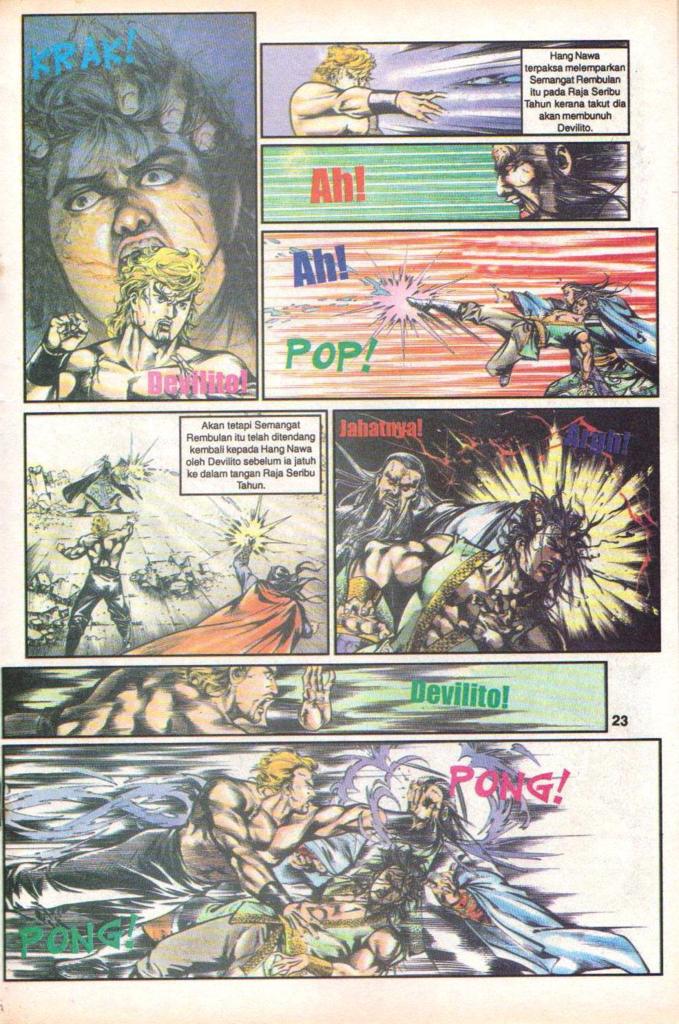 KRAK!
Devilito!
Hang Nawa
terpaksa melemparkan
Semangat Rembulan
itu pada Raja Seribu
Tahun kerana takut dia
akan membunuh
Devilito.
Ah!
Ah!
POP!
Akan tetapi Semangat
Rembulan itu telah ditendang
kembali kepada Hang Nawa
oleh Devilito sebelum ia jatuh
ke dalam tangan Raja Seribu
Tahun.
Jahatnya!
Argh!
Devilito!
23
PONG!
PONG!